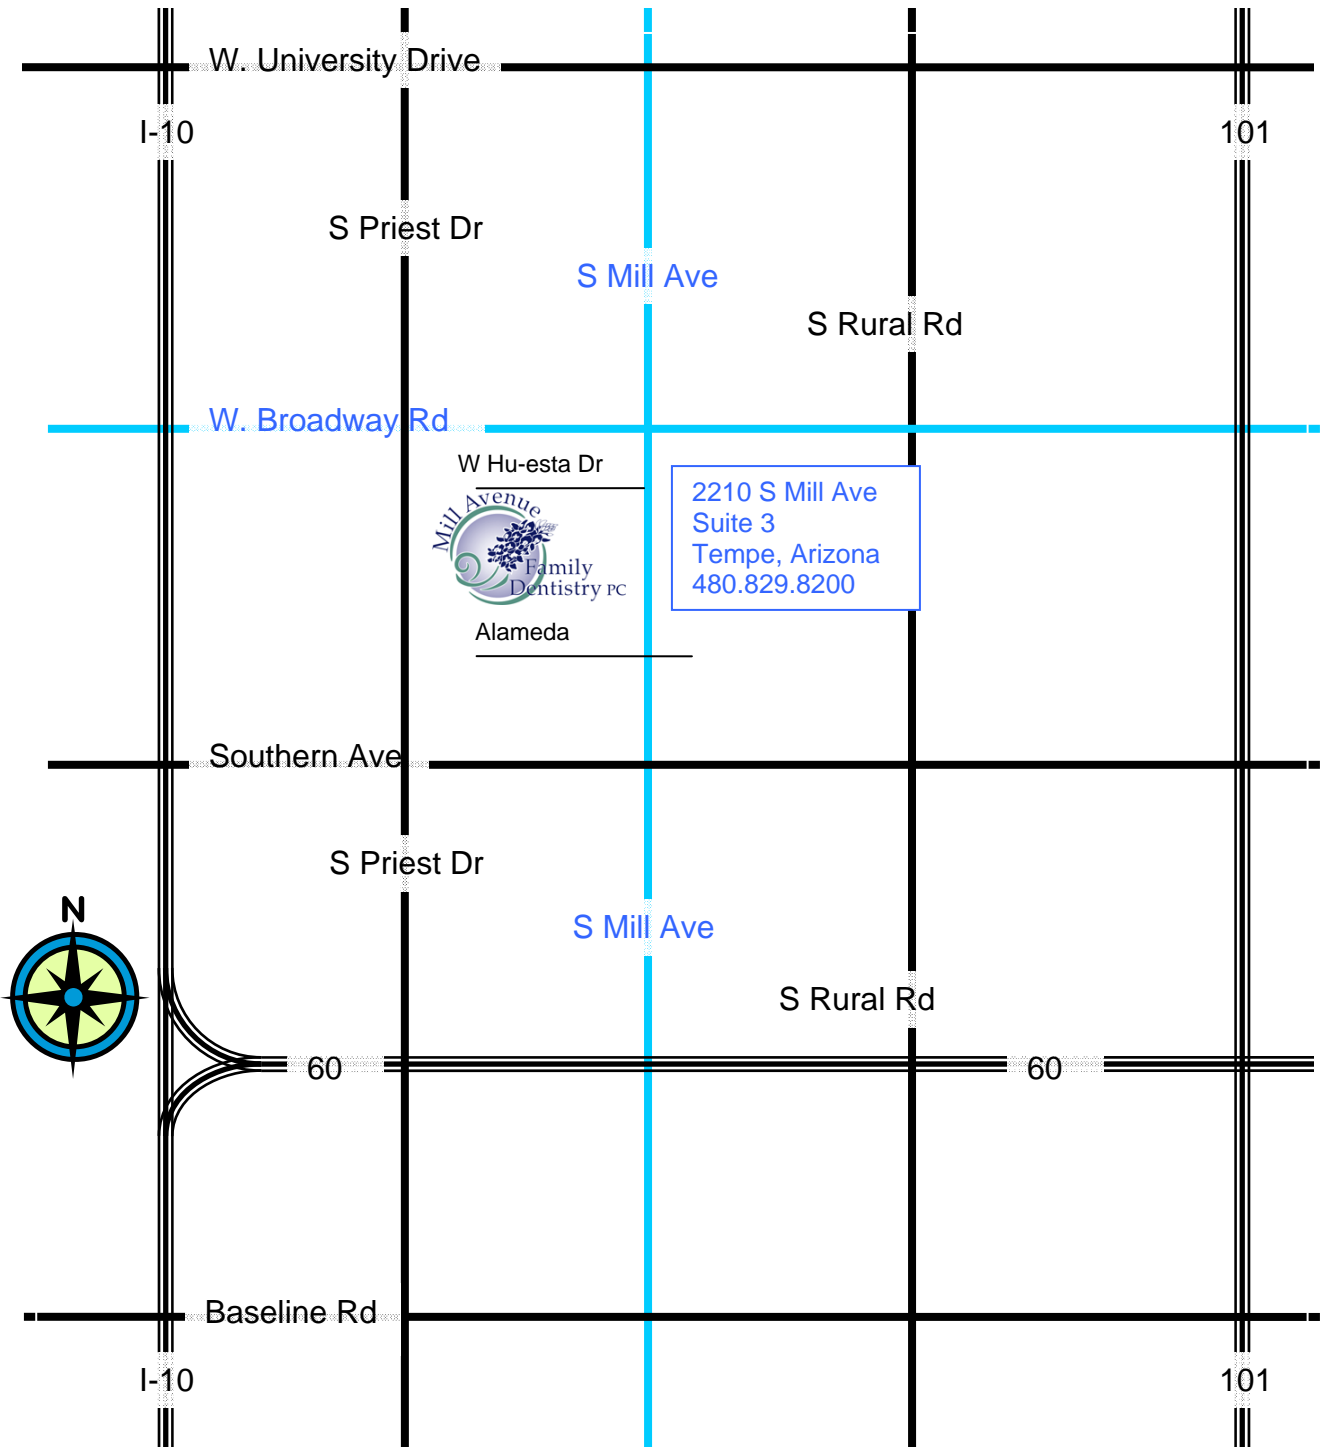 W. University Drive
I-10
101
S Priest Dr
S Mill Ave
S Rural Rd
W. Broadway Rd
W Hu-esta Dr
Mill Avenue
Family
Dentistry PC
2210 S Mill Ave
Suite 3
Tempe, Arizona
480.829.8200
Alameda
Southern Ave
S Priest Dr
N
S Mill Ave
S Rural Rd
60
60
Baseline Rd
I-10
101